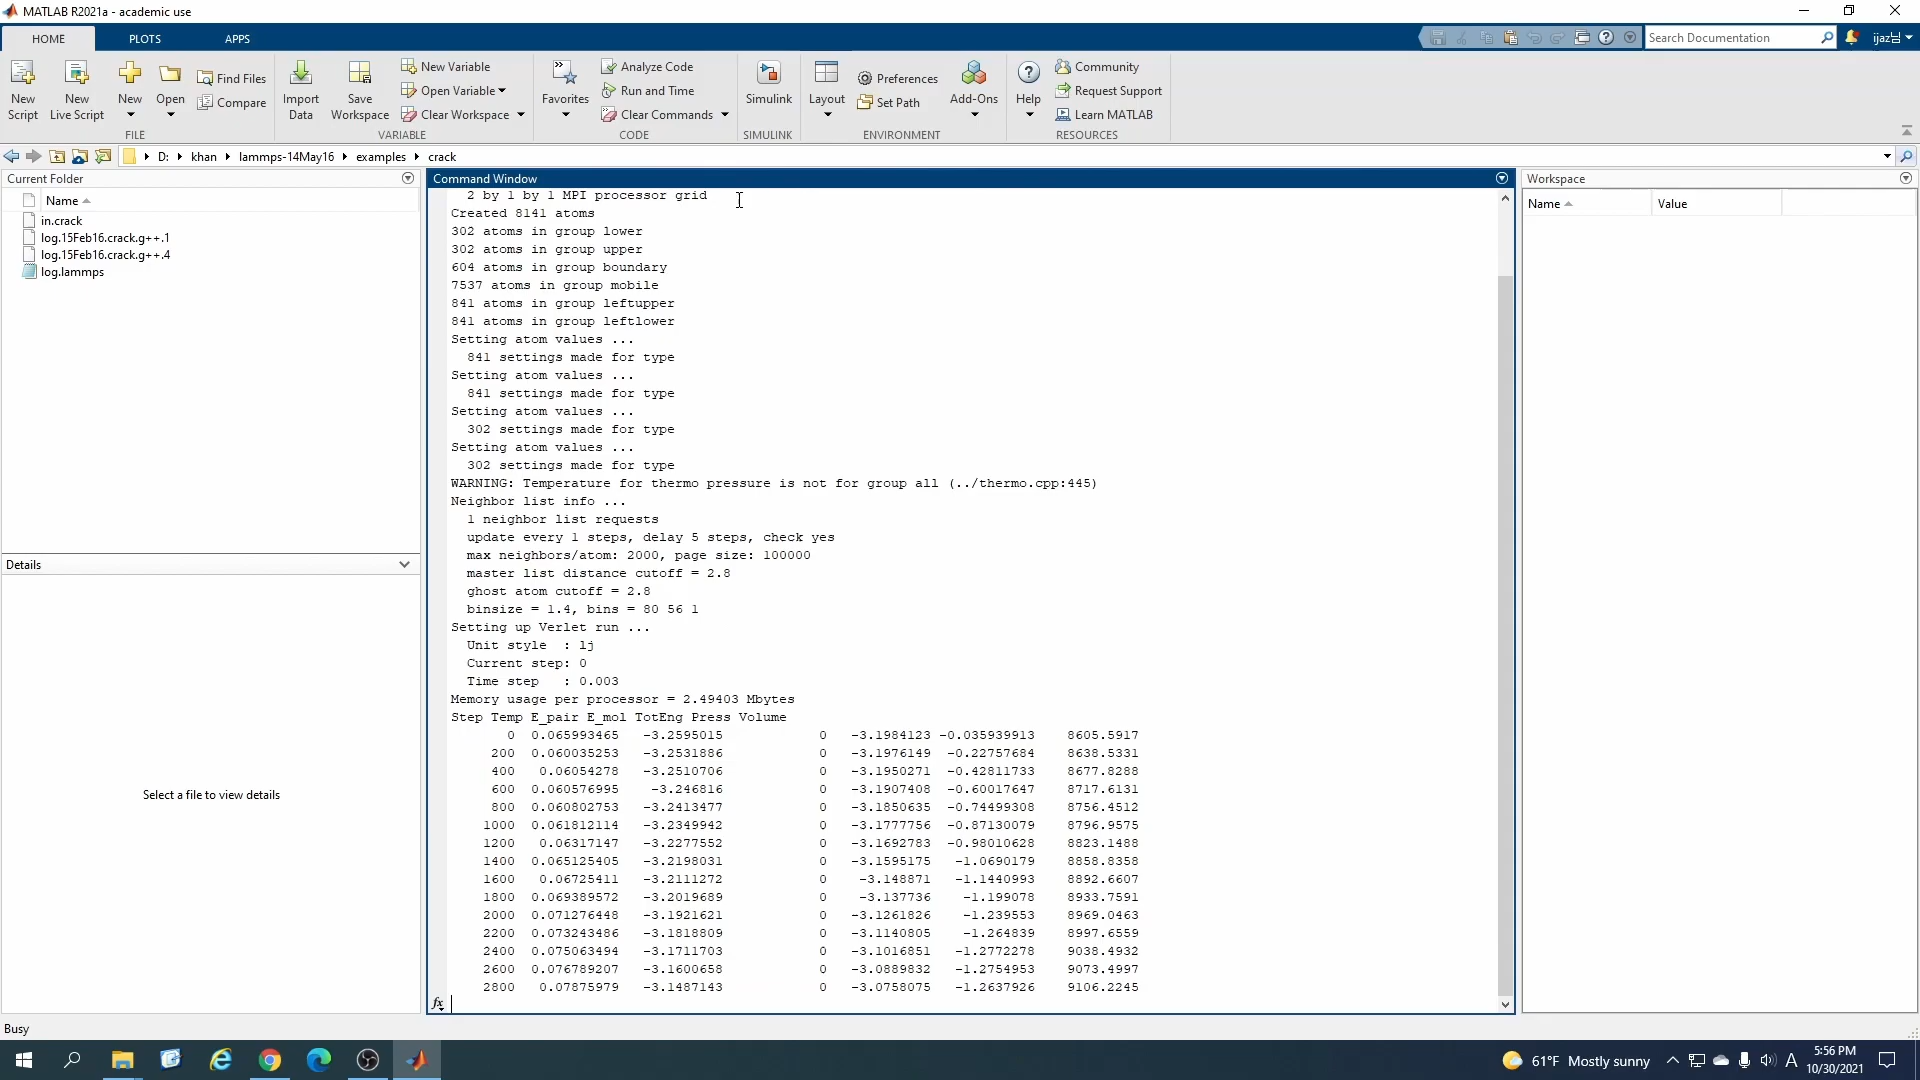 MATLAB R2021a - academic use
HOME PLOTS APPS
Search Documentation
ijaz님
New Script
New Live Script
New
Open
Find Files
Compare
FILE
Import Data
Save Workspace
New Variable
Open Variable
Clear Workspace
VARIABLE
Favorites
Analyze Code
Run and Time
Clear Commands
CODE
Simulink
SIMULINK
Layout
Preferences
Set Path
Add-Ons
ENVIRONMENT
Help
Community
Request Support
Learn MATLAB
RESOURCES
D: khan lammps-14May16 examples crack
Current Folder
Name
in.crack
log.15Feb16.crack.g++.1
log.15Feb16.crack.g++.4
log.lammps
Details
Select a file to view details
Command Window
2 by 1 by 1 MPI processor grid
Created 8141 atoms
302 atoms in group lower
302 atoms in group upper
604 atoms in group boundary
7537 atoms in group mobile
841 atoms in group leftupper
841 atoms in group leftlower
Setting atom values ...
841 settings made for type
Setting atom values ...
841 settings made for type
Setting atom values ...
302 settings made for type
Setting atom values ...
302 settings made for type
WARNING: Temperature for thermo pressure is not for group all (../thermo.cpp:445)
Neighbor list info ...
1 neighbor list requests
update every 1 steps, delay 5 steps, check yes
max neighbors/atom: 2000, page size: 100000
master list distance cutoff = 2.8
ghost atom cutoff = 2.8
binsize = 1.4, bins = 80 56 1
Setting up Verlet run ...
Unit style : lj
Current step: 0
Time step : 0.003
Memory usage per processor = 2.49403 Mbytes
Step Temp E_pair E_mol TotEng Press Volume
0 0.065993465 -3.2595015 0 -3.1984123 -0.035939913 8605.5917
200 0.060035253 -3.2531886 0 -3.1976149 -0.22757684 8638.5331
400 0.06054278 -3.2510706 0 -3.1950271 -0.42811733 8677.8288
600 0.060576995 -3.246816 0 -3.1907408 -0.60017647 8717.6131
800 0.060802753 -3.2413477 0 -3.1850635 -0.74499308 8756.4512
1000 0.061812114 -3.2349942 0 -3.1777756 -0.87130079 8796.9575
1200 0.06317147 -3.2277552 0 -3.1692783 -0.98010628 8823.1488
1400 0.065125405 -3.2198031 0 -3.1595175 -1.0690179 8858.8358
1600 0.06725411 -3.2111272 0 -3.148871 -1.1440993 8892.6607
1800 0.069389572 -3.2019689 0 -3.137736 -1.199078 8933.7591
2000 0.071276448 -3.1921621 0 -3.1261826 -1.239553 8969.0463
2200 0.073243486 -3.1818809 0 -3.1140805 -1.264839 8997.6559
2400 0.075063494 -3.1711703 0 -3.1016851 -1.2772278 9038.4932
2600 0.076789207 -3.1600658 0 -3.0889832 -1.2754953 9073.4997
2800 0.07875979 -3.1487143 0 -3.0758075 -1.2637926 9106.2245
fx
Workspace
Name Value
Busy
61°F Mostly sunny
A
5:56 PM
10/30/2021